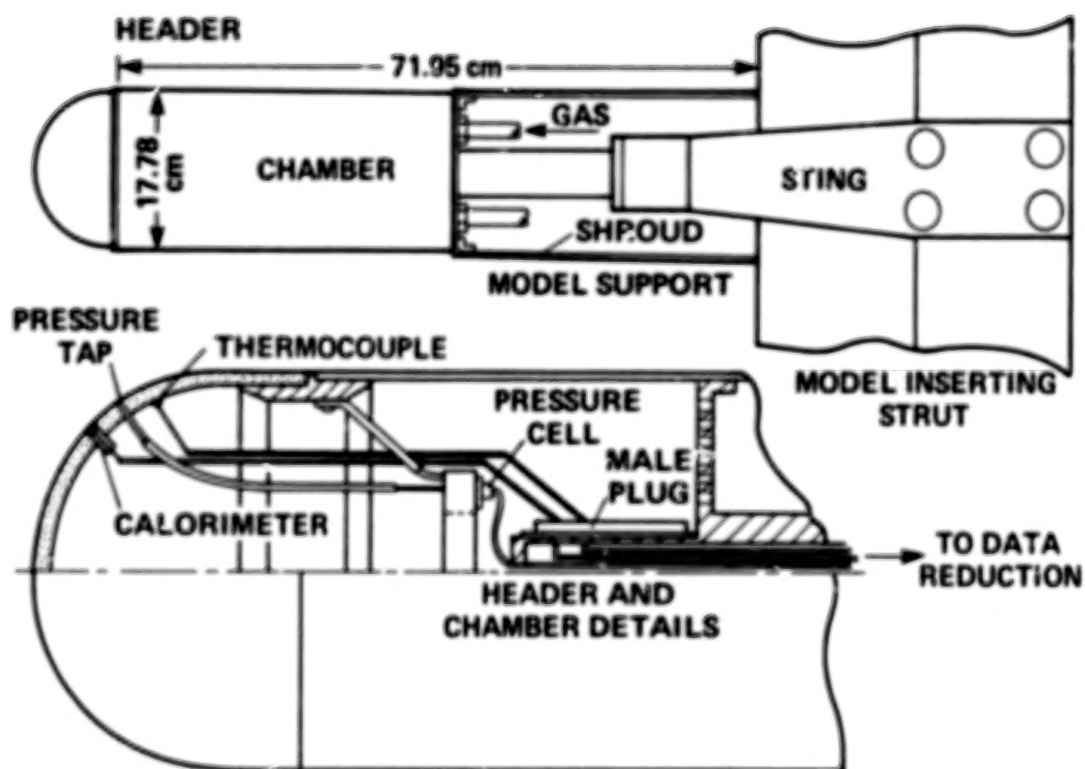 HEADER
71.95 cm
GAS
17.78
cm
CHAMBER
STING
SHROUD
MODEL SUPPORT
PRESSURE
TAP
THERMOCOUPLE
MODEL INSERTING
STRUT
PRESSURE
CELL
MALE
PLUG
CALORIMETER
TO DATA
REDUCTION
HEADER AND
CHAMBER DETAILS